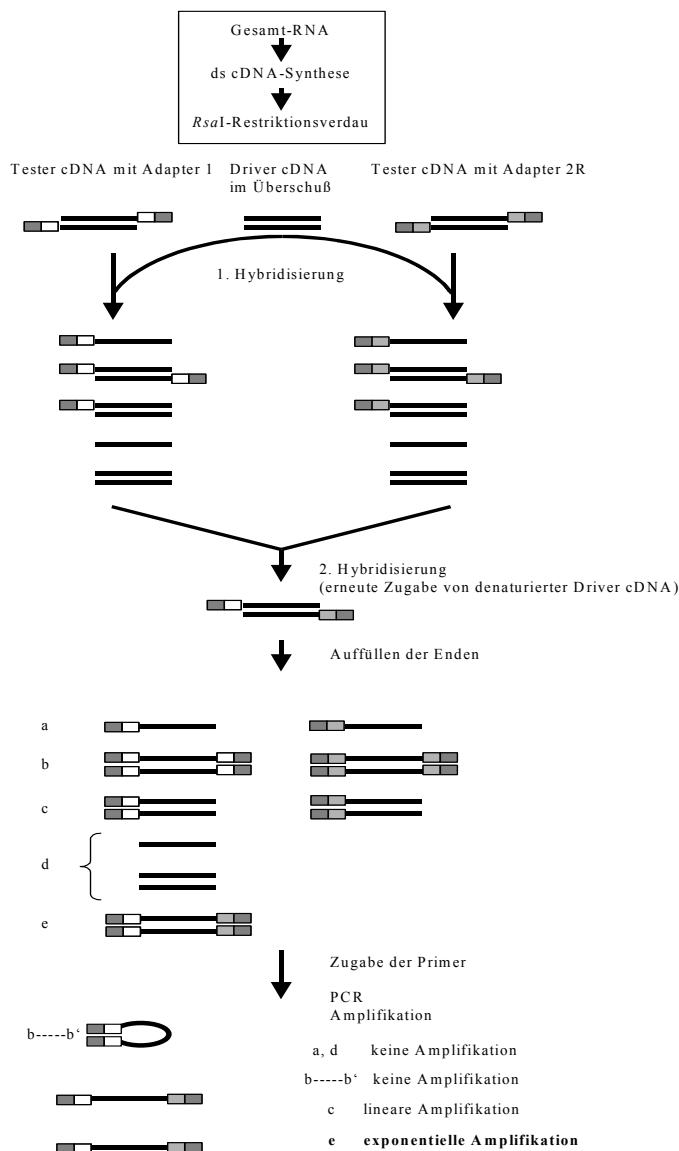 Gesamt-RNA
ds cDNA-Synthese
RsaI-Restriktionsverdau
Tester cDNA mit Adapter 1
Driver cDNA
im Überschuß
Tester cDNA mit Adapter 2R
1. Hybridisierung
2. Hybridisierung
(erneute Zugabe von denaturierter Driver cDNA)
Auffüllen der Enden
a
b
c
d
e
Zugabe der Primer
PCR
Amplifikation
b-----b‘
a, d keine Amplifikation
b-----b‘ keine Amplifikation
c lineare Amplifikation
e exponentielle Amplifikation